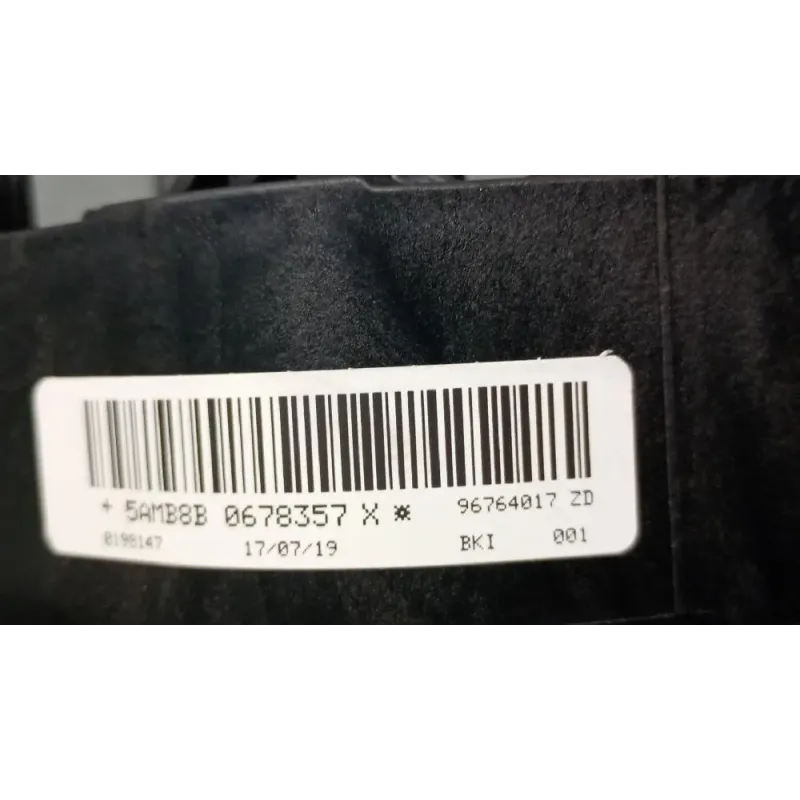 + 5AMB8B 0678357 X * 96764017 ZD
0198147 17/07/19 BKI 001